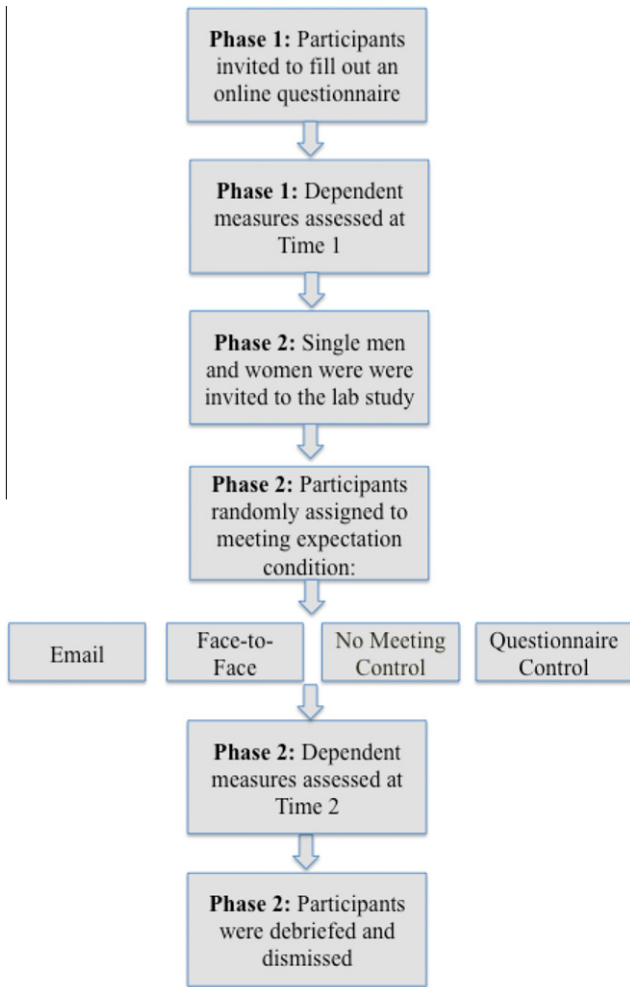 Phase 1: Participants
invited to fill out an
online questionnaire
Phase 1: Dependent
measures assessed at
Time 1
Phase 2: Single men
and women were were
invited to the lab study
Phase 2: Participants
randomly assigned to
meeting expectation
condition:
Email
Face-to-
Face
No Meeting
Control
Questionnaire
Control
Phase 2: Dependent
measures assessed at
Time 2
Phase 2: Participants
were debriefed and
dismissed